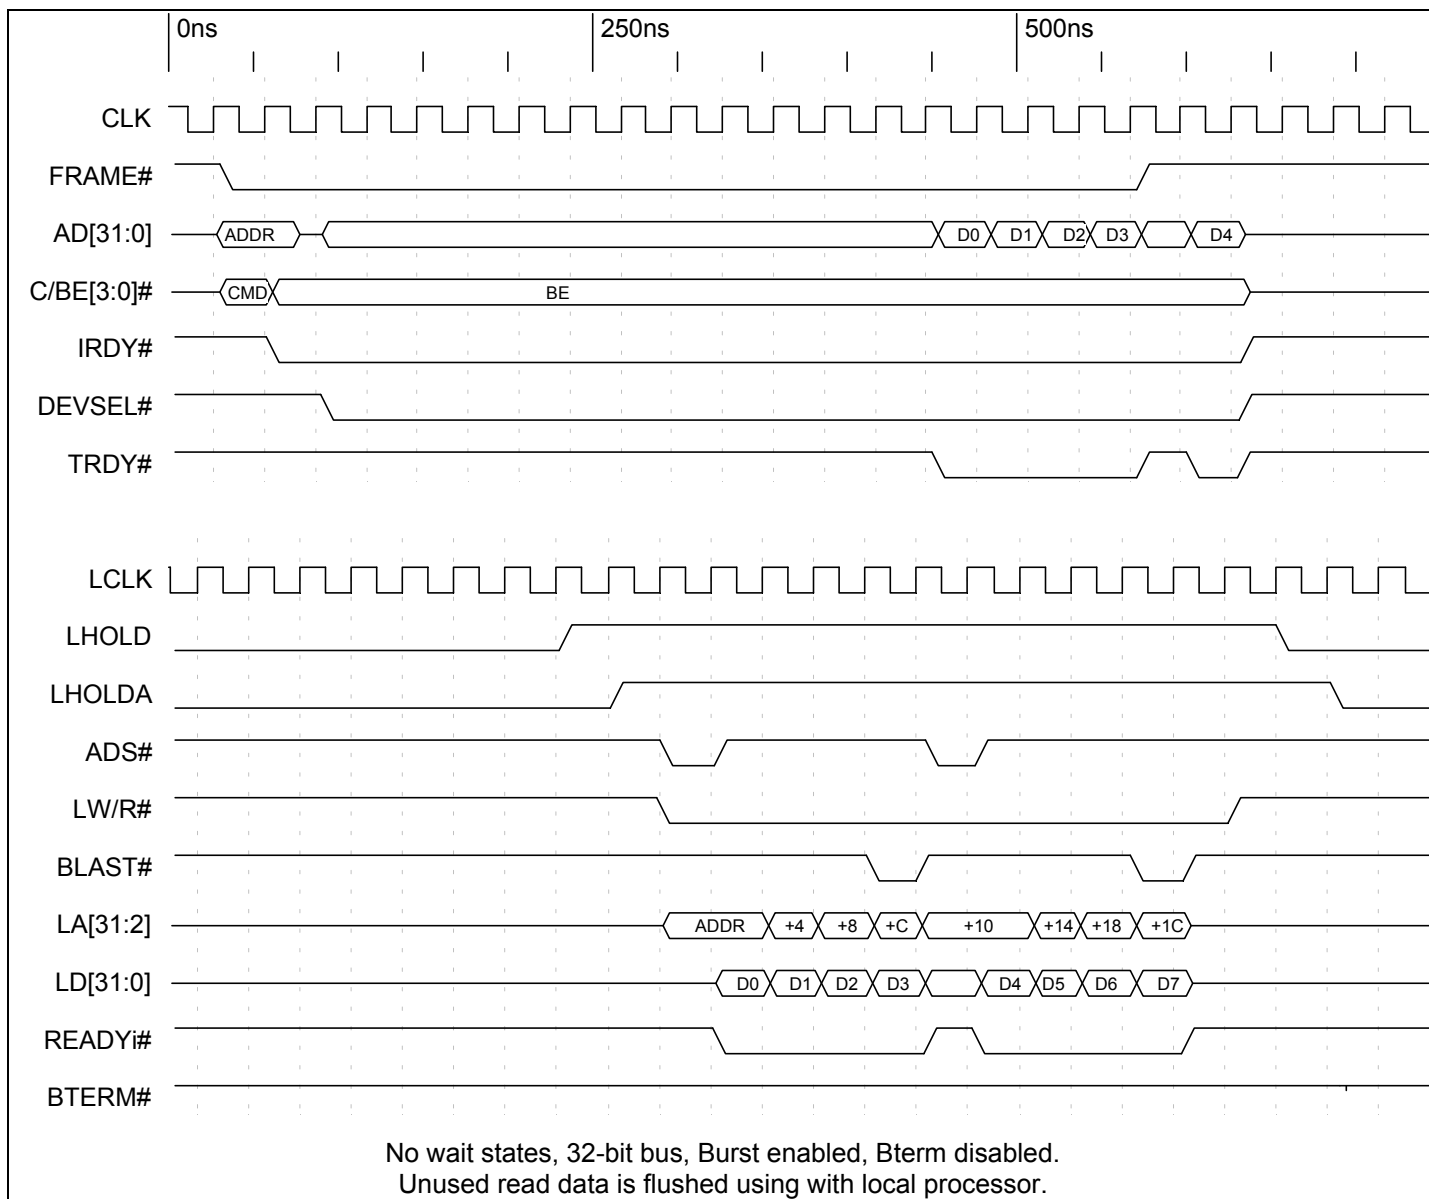 0ns 250ns 500ns
CLK
FRAME#
AD[31:0] ADDR D0 D1 D2 D3 D4
C/BE[3:0]# CMD BE
IRDY#
DEVSEL#
TRDY#
LCLK
LHOLD
LHOLDA
ADS#
LW/R#
BLAST#
LA[31:2] ADDR +4 +8 +C +10 +14 +18 +1C
LD[31:0] D0 D1 D2 D3 D4 D5 D6 D7
READYi#
BTERM#
No wait states, 32-bit bus, Burst enabled, Bterm disabled.
Unused read data is flushed using with local processor.